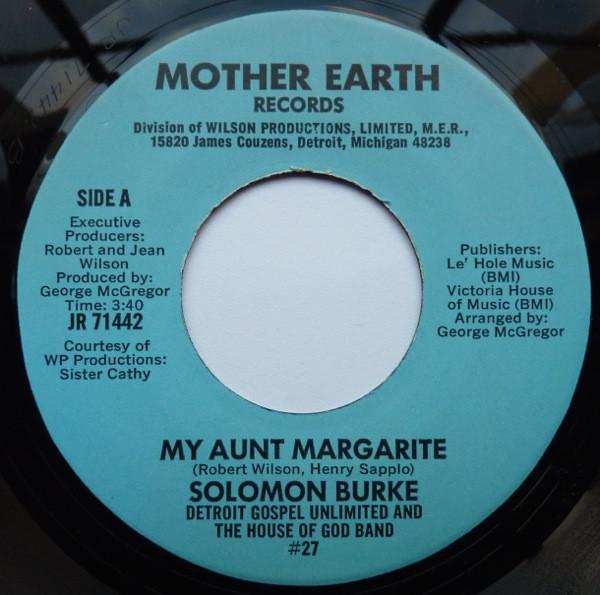 MOTHER EARTH
RECORDS
Division of WILSON PRODUCTIONS, LIMITED, M.E.R.,
15820 James Couzens, Detroit, Michigan 48238
SIDE A
Executive
Producers:
Robert and Jean
Wilson
Produced by:
George McGregor
Time: 3:40
JR 71442
Courtesy of
WP Productions:
Sister Cathy
Publishers:
Le' Hole Music
(BMI)
Victoria House
of Music (BMI)
Arranged by:
George McGregor
MY AUNT MARGARITE
(Robert Wilson, Henry Sapplo)
SOLOMON BURKE
DETROIT GOSPEL UNLIMITED AND
THE HOUSE OF GOD BAND
#27